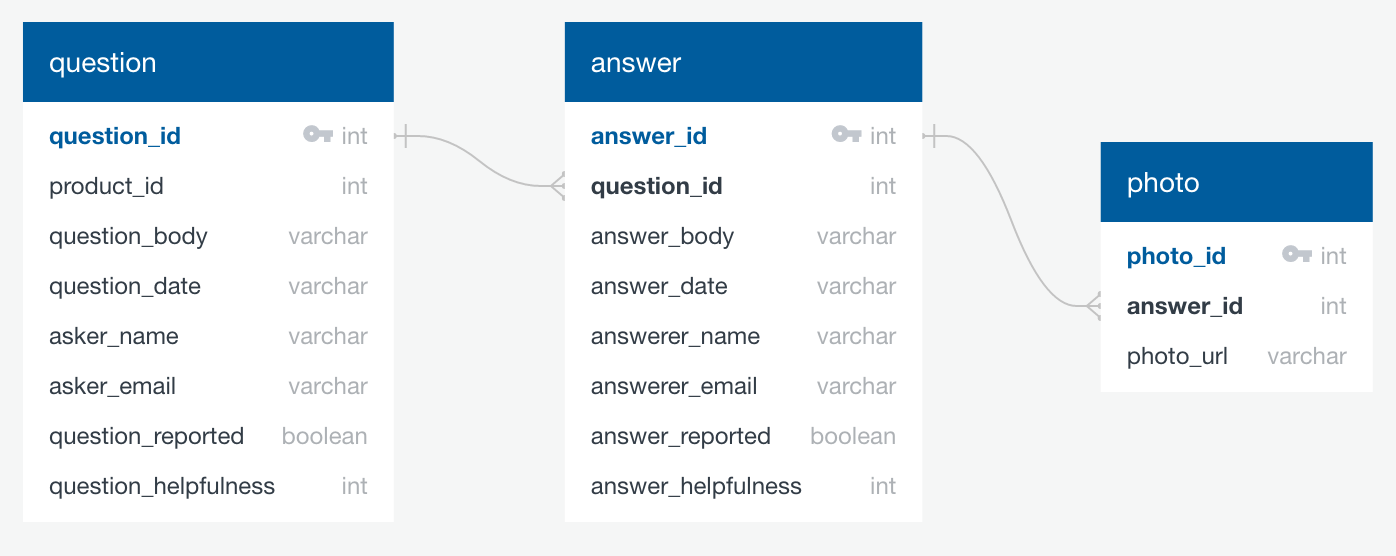 question
question_id int
product_id int
question_body varchar
question_date varchar
asker_name varchar
asker_email varchar
question_reported boolean
question_helpfulness int
answer
answer_id int
question_id int
answer_body varchar
answer_date varchar
answerer_name varchar
answerer_email varchar
answer_reported boolean
answer_helpfulness int
photo
photo_id int
answer_id int
photo_url varchar